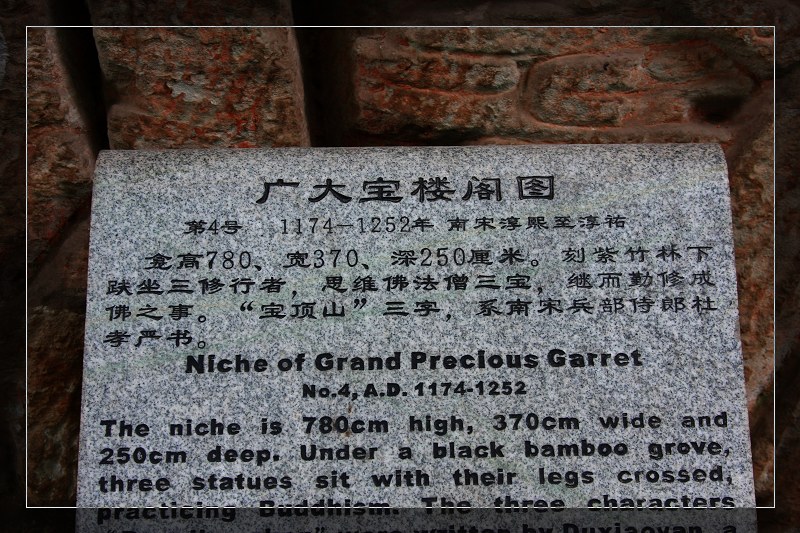 广大宝楼阁图
第4号 1174—1252年 南宋淳熙至淳祐
龛高780、宽370、深250厘米。刻紫竹林下
趺坐三修行者，思维佛法僧三宝，继而勤修成
佛之事。“宝顶山”三字，系南宋兵部侍郎杜
孝严书。
Niche of Grand Precious Garret
No.4, A.D. 1174-1252
The niche is 780cm high, 370cm wide and
250cm deep. Under a black bamboo grove,
three statues sit with their legs crossed,
practicing Buddhism. The three characters
were written by Duxiaoyan, a